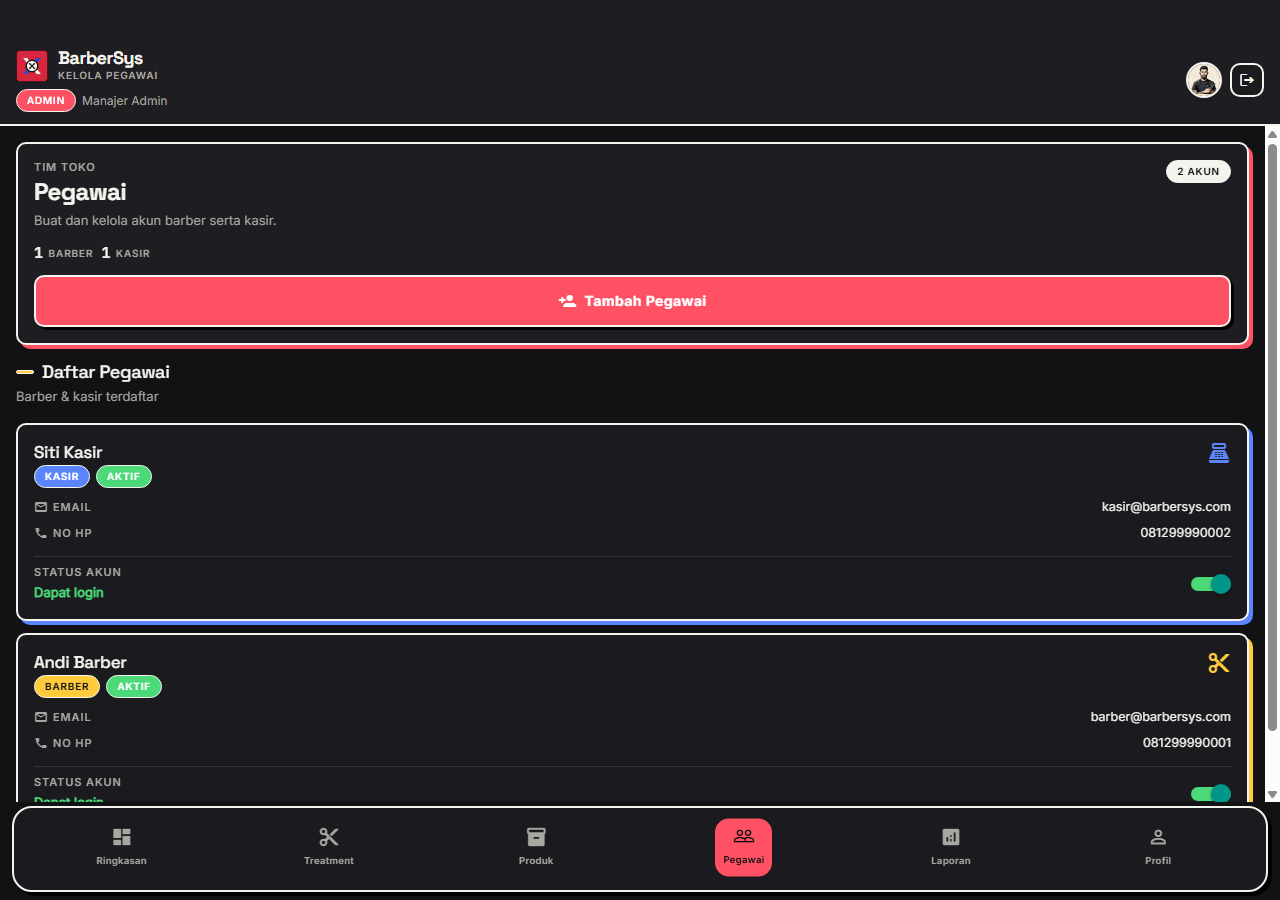 BarberSys
KELOLA PEGAWAI
ADMIN Manajer Admin
TIM TOKO
2 AKUN
Pegawai
Buat dan kelola akun barber serta kasir.
1 BARBER 1 KASIR
Tambah Pegawai
Daftar Pegawai
Barber & kasir terdaftar
Siti Kasir
KASIR AKTIF
EMAIL kasir@barbersys.com
NO HP 081299990002
STATUS AKUN
Dapat login
Andi Barber
BARBER AKTIF
EMAIL barber@barbersys.com
NO HP 081299990001
STATUS AKUN
Dapat login
Ringkasan Treatment Produk Pegawai Laporan Profil